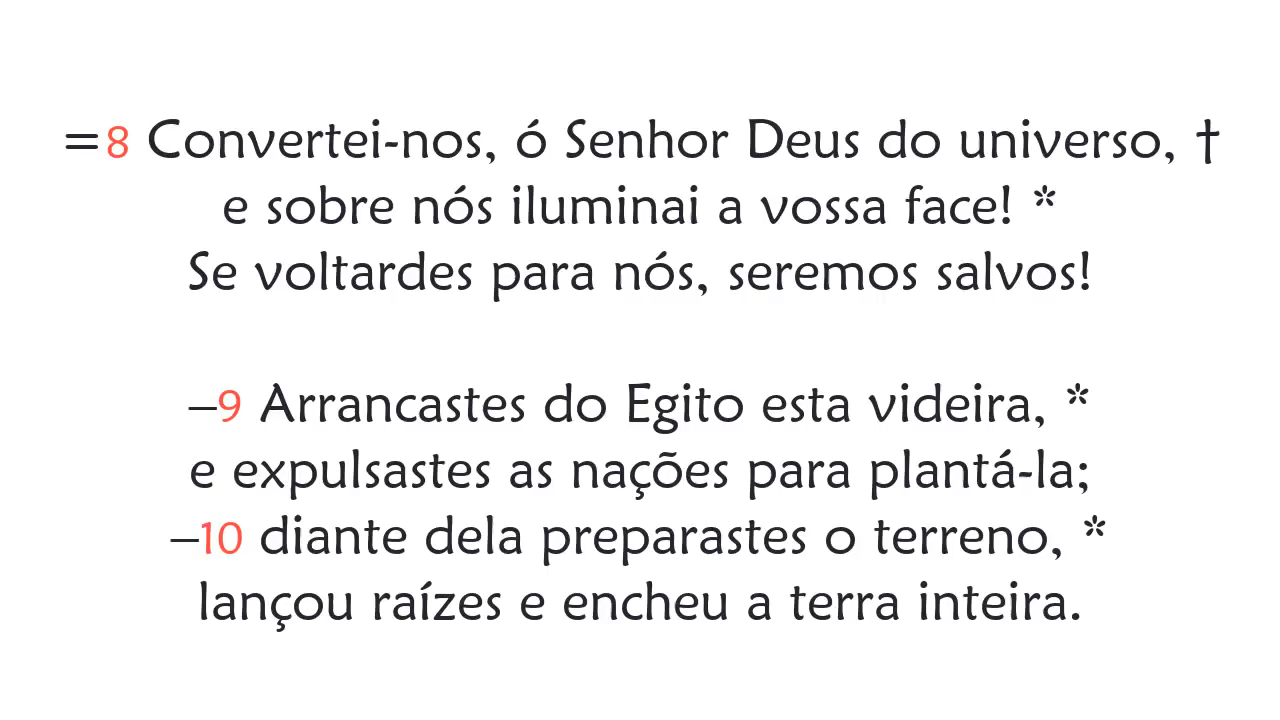 =8 Convertei-nos, ó Senhor Deus do universo, †
e sobre nós iluminai a vossa face! *
Se voltardes para nós, seremos salvos!
–9 Arrancastes do Egito esta videira, *
e expulsastes as nações para plantá-la;
–10 diante dela preparastes o terreno, *
lançou raízes e encheu a terra inteira.